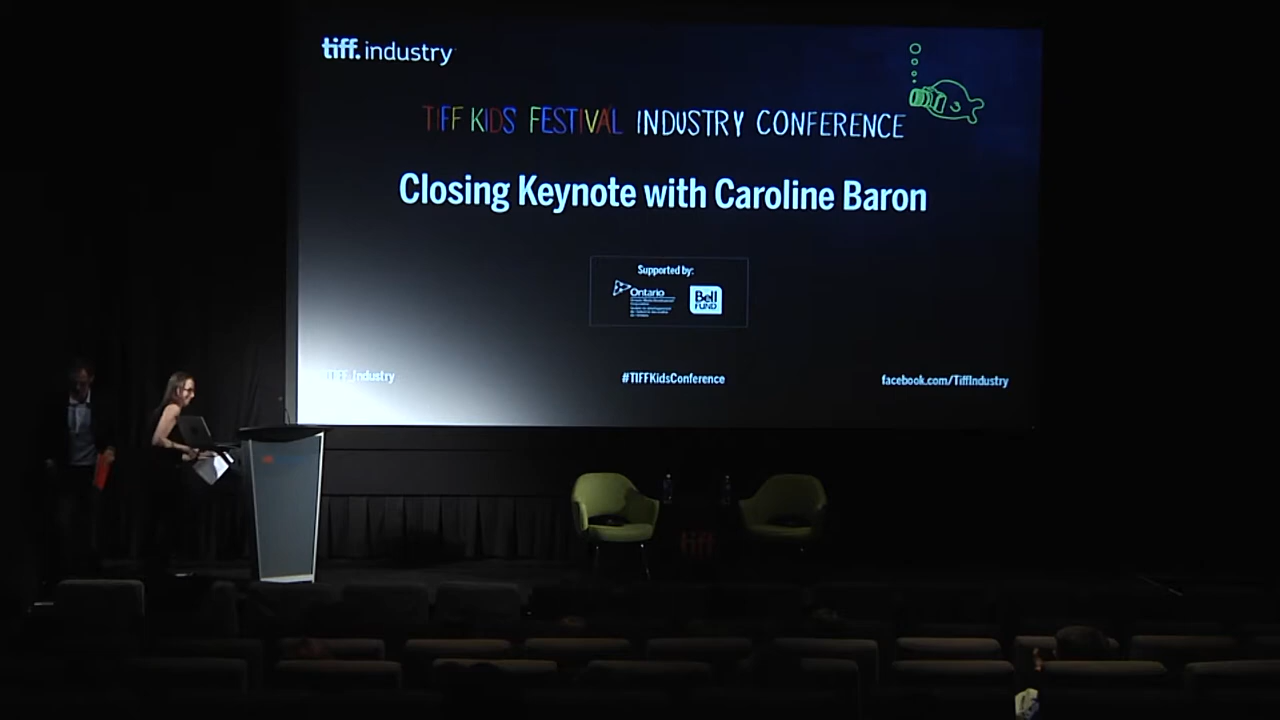 tiff. industry
TIFF KIDS FESTIVAL INDUSTRY CONFERENCE
Closing Keynote with Caroline Baron
Supported by:
Ontario
Bell
FUND
#TIFFKidsConference
facebook.com/TiffIndustry
tiff